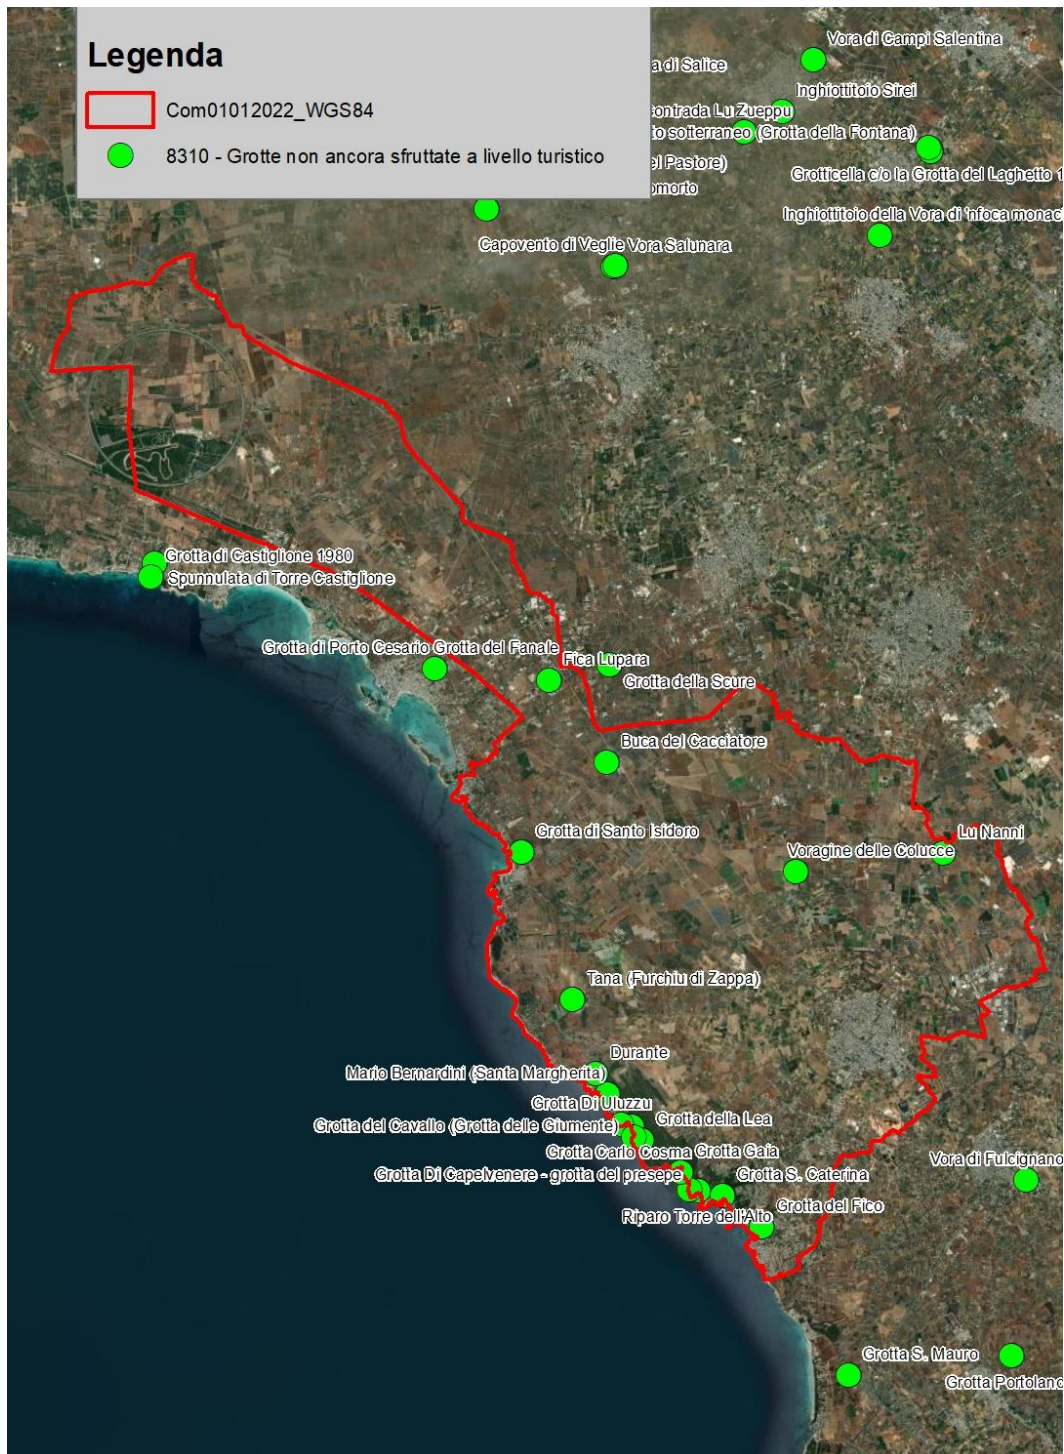 Legenda
Com01012022_WGS84
8310 - Grotte non ancora sfruttate a livello turistico
Vora di Campi Salentina
a di Salice
Inghiottitoio Sirei
contrada Lu Zueppu
to sotterraneo (Grotta della Fontana)
el Pastore)
Grotticella c/o la Grotta del Laghetto 1
omorto
Inghiottitoio della Vora di 'nfoca monaci
Capovento di Veglie
Vora Salunara
Grotta di Castiglione 1980
Spunnulata di Torre Castiglione
Grotta di Porto Cesario
Grotta del Fanale
Fica Lupara
Grotta della Scure
Buca del Cacciatore
Grotta di Santo Isidoro
Lu Nanni
Voragine delle Colucce
Tana (Furchiu di Zappa)
Durante
Mario Bernardini (Santa Margherita)
Grotta Di Uluzzu
Grotta della Lea
Grotta del Cavallo (Grotta delle Giumente)
Grotta Carlo Cosma
Grotta Gaia
Vora di Fulcignano
Grotta Di Capelvenere - grotta del presepe
Grotta S. Caterina
Grotta del Fico
Riparo Torre dell'Alto
Grotta S. Mauro
Grotta Portolanc